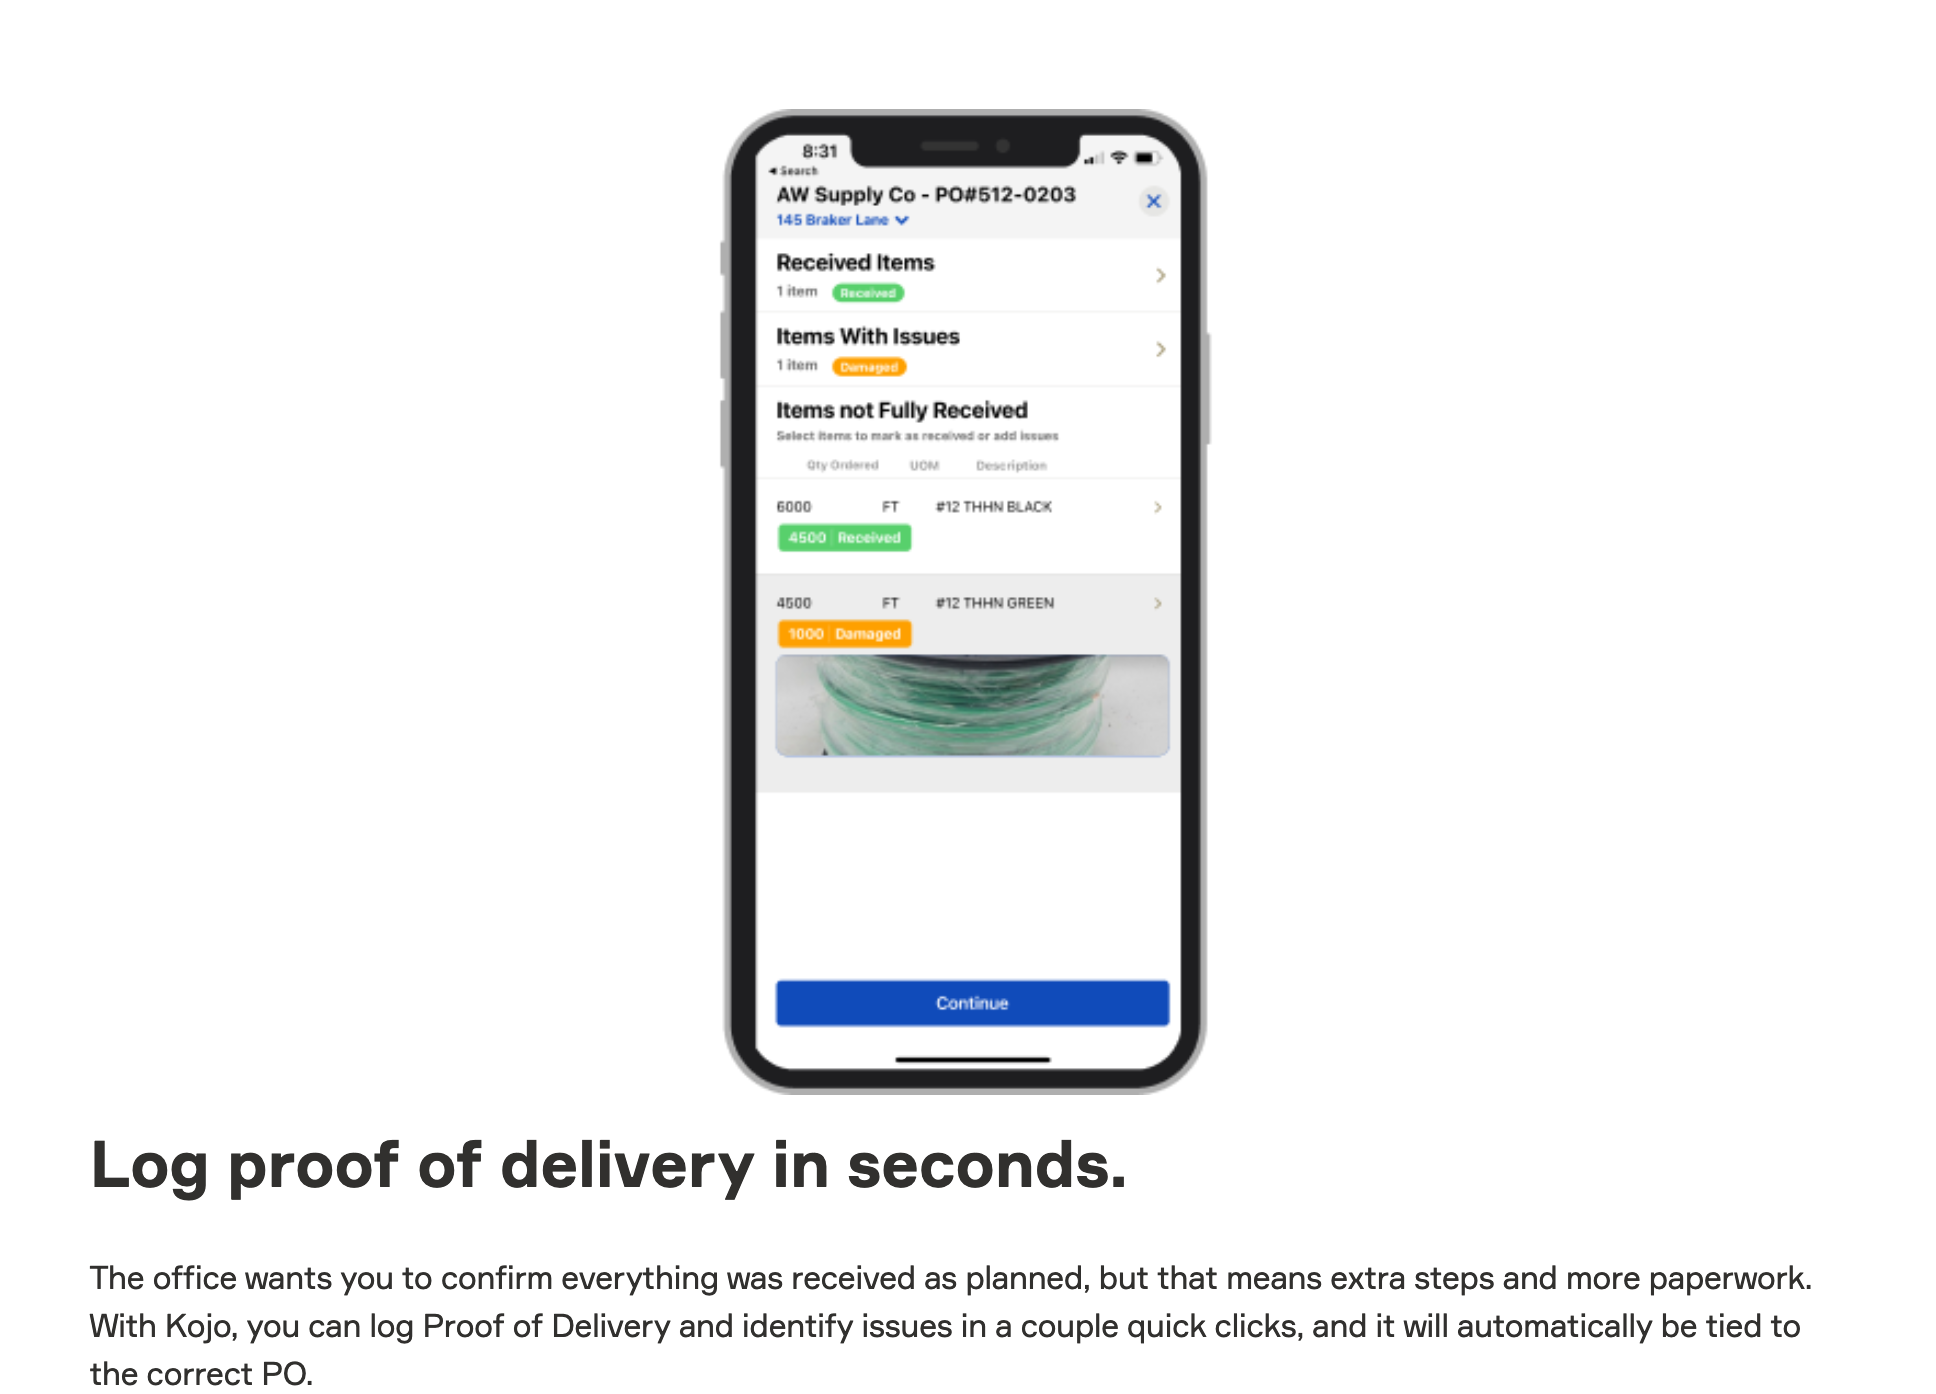 8:31
Search
AW Supply Co - PO#512-0203
145 Braker Lane
Received Items
1 item Received
Items With Issues
1 item Damaged
Items not Fully Received
Select items to mark as received or add issues
Qty Ordered UOM Description
6000 FT #12 THHN BLACK
4500 Received
4500 FT #12 THHN GREEN
1000 Damaged
Continue
Log proof of delivery in seconds.
The office wants you to confirm everything was received as planned, but that means extra steps and more paperwork.
With Kojo, you can log Proof of Delivery and identify issues in a couple quick clicks, and it will automatically be tied to
the correct PO.